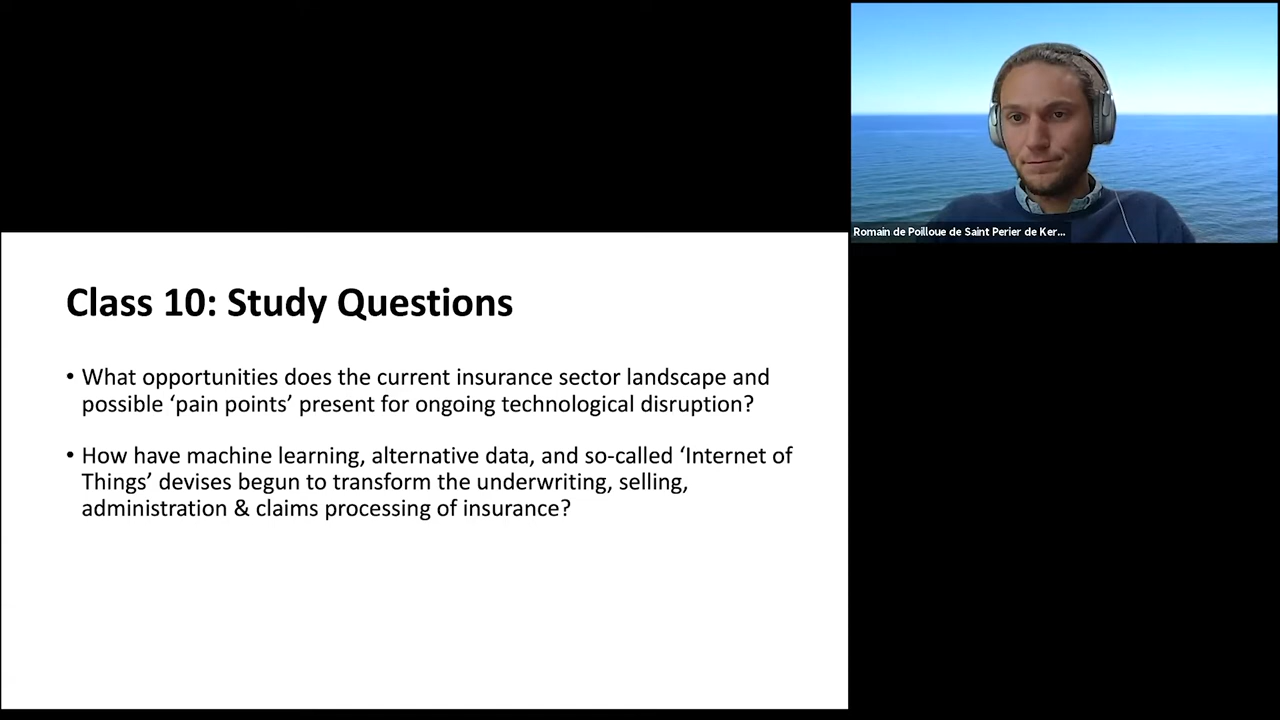 Romain de Poilloue de Saint Perier de Ker...
Class 10: Study Questions
• What opportunities does the current insurance sector landscape and
possible ‘pain points’ present for ongoing technological disruption?
• How have machine learning, alternative data, and so-called ‘Internet of
Things’ devises begun to transform the underwriting, selling,
administration & claims processing of insurance?